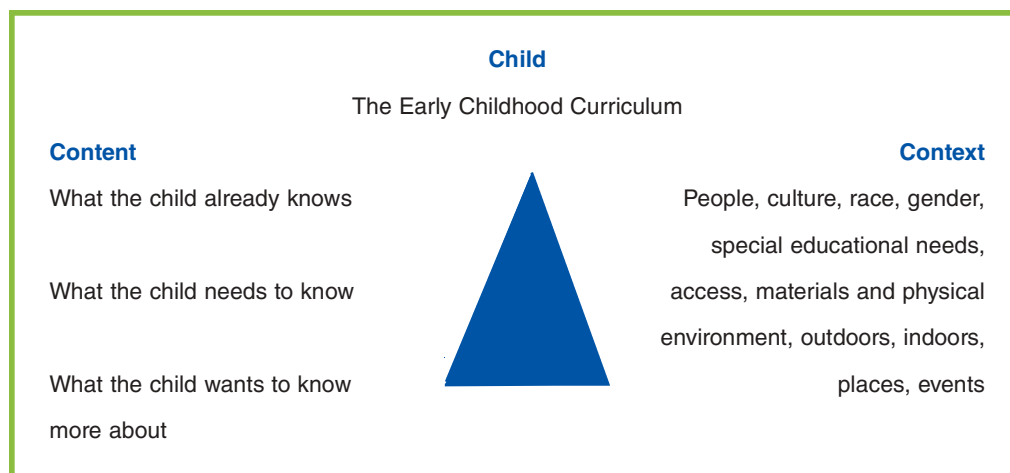 Child
The Early Childhood Curriculum
Content
What the child already knows
What the child needs to know
What the child wants to know
more about
Context
People, culture, race, gender,
special educational needs,
access, materials and physical
environment, outdoors, indoors,
places, events